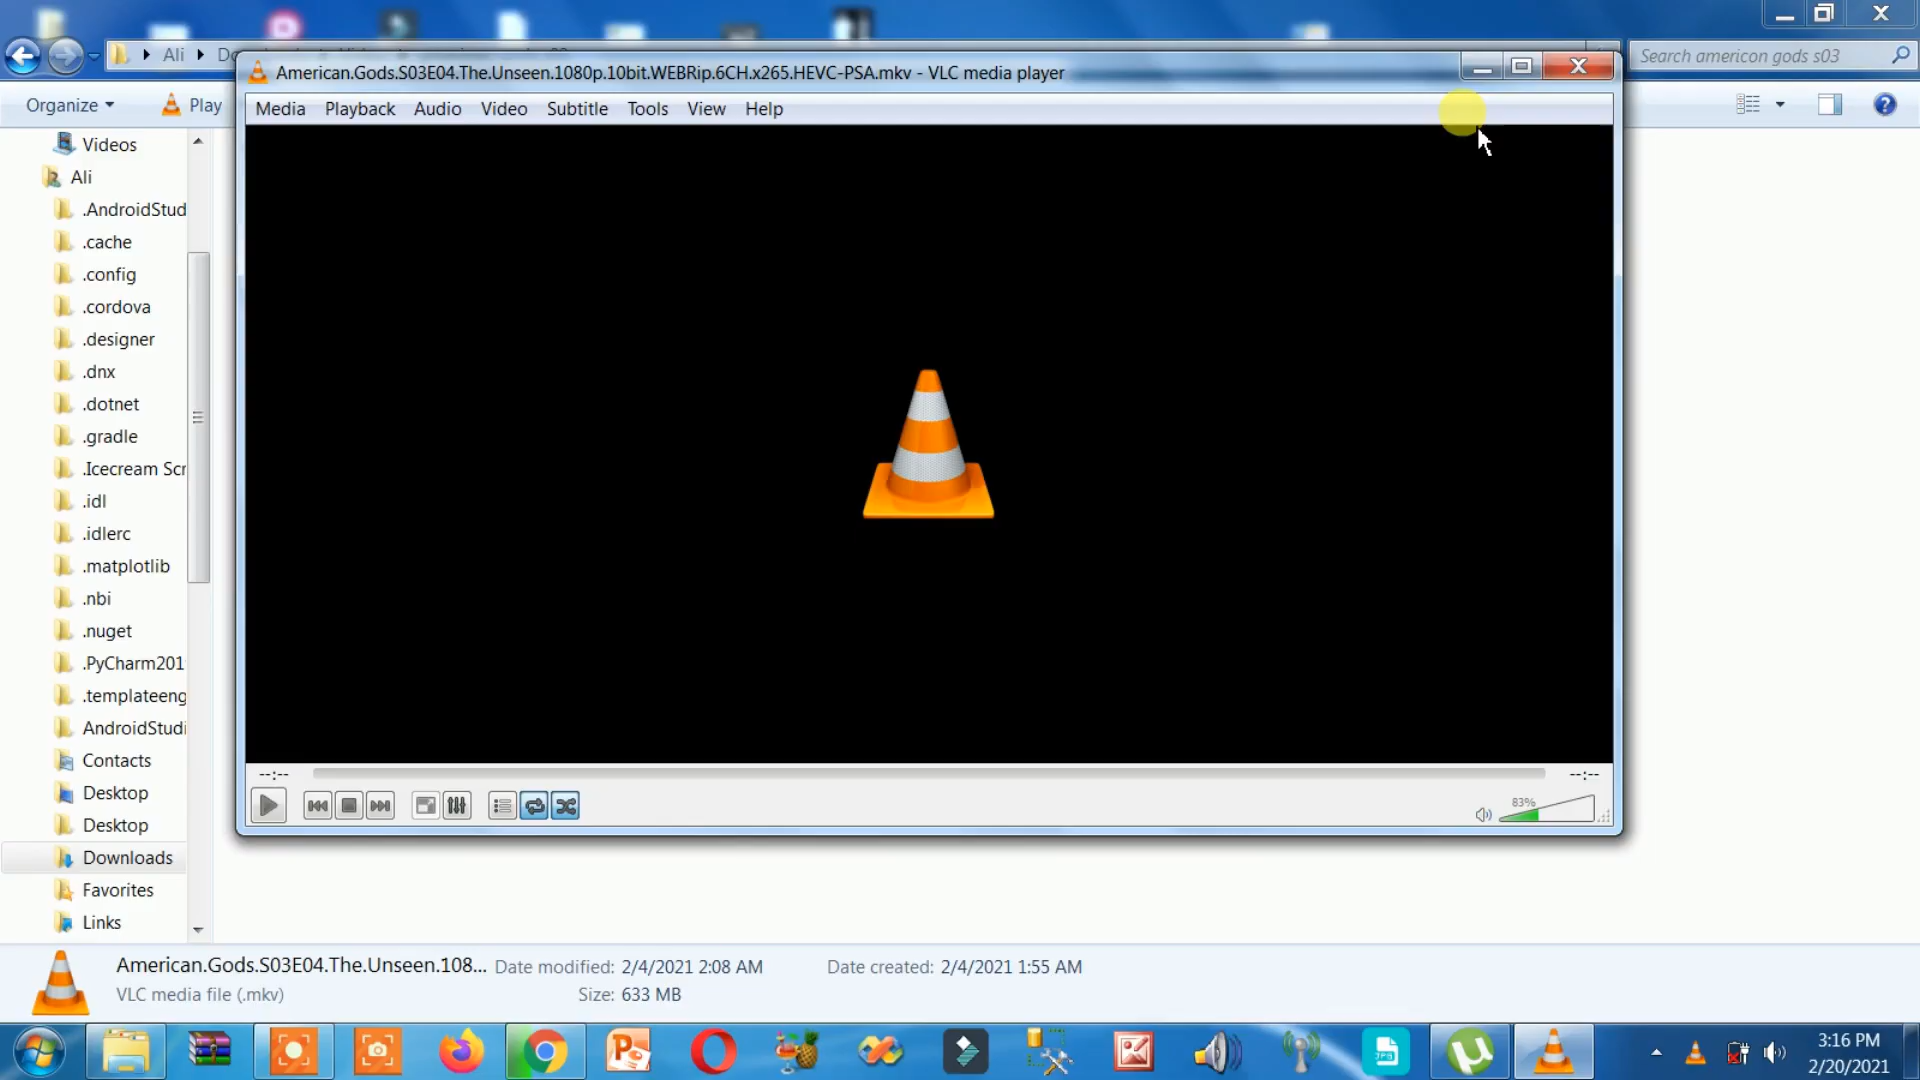 Ali
Search americon gods s03
American.Gods.S03E04.The.Unseen.1080p.10bit.WEBRip.6CH.x265.HEVC-PSA.mkv - VLC media player
Organize
Play
Media Playback Audio Video Subtitle Tools View Help
Videos
Ali
.AndroidStud
.cache
.config
.cordova
.designer
.dnx
.dotnet
.gradle
.Icecream Scr
.idl
.idlerc
.matplotlib
.nbi
.nuget
.PyCharm201
.templateeng
AndroidStudi
Contacts
Desktop
Desktop
Downloads
Favorites
Links
--:-- --:--
83%
American.Gods.S03E04.The.Unseen.108... Date modified: 2/4/2021 2:08 AM Date created: 2/4/2021 1:55 AM
VLC media file (.mkv) Size: 633 MB
JPG
3:16 PM
2/20/2021